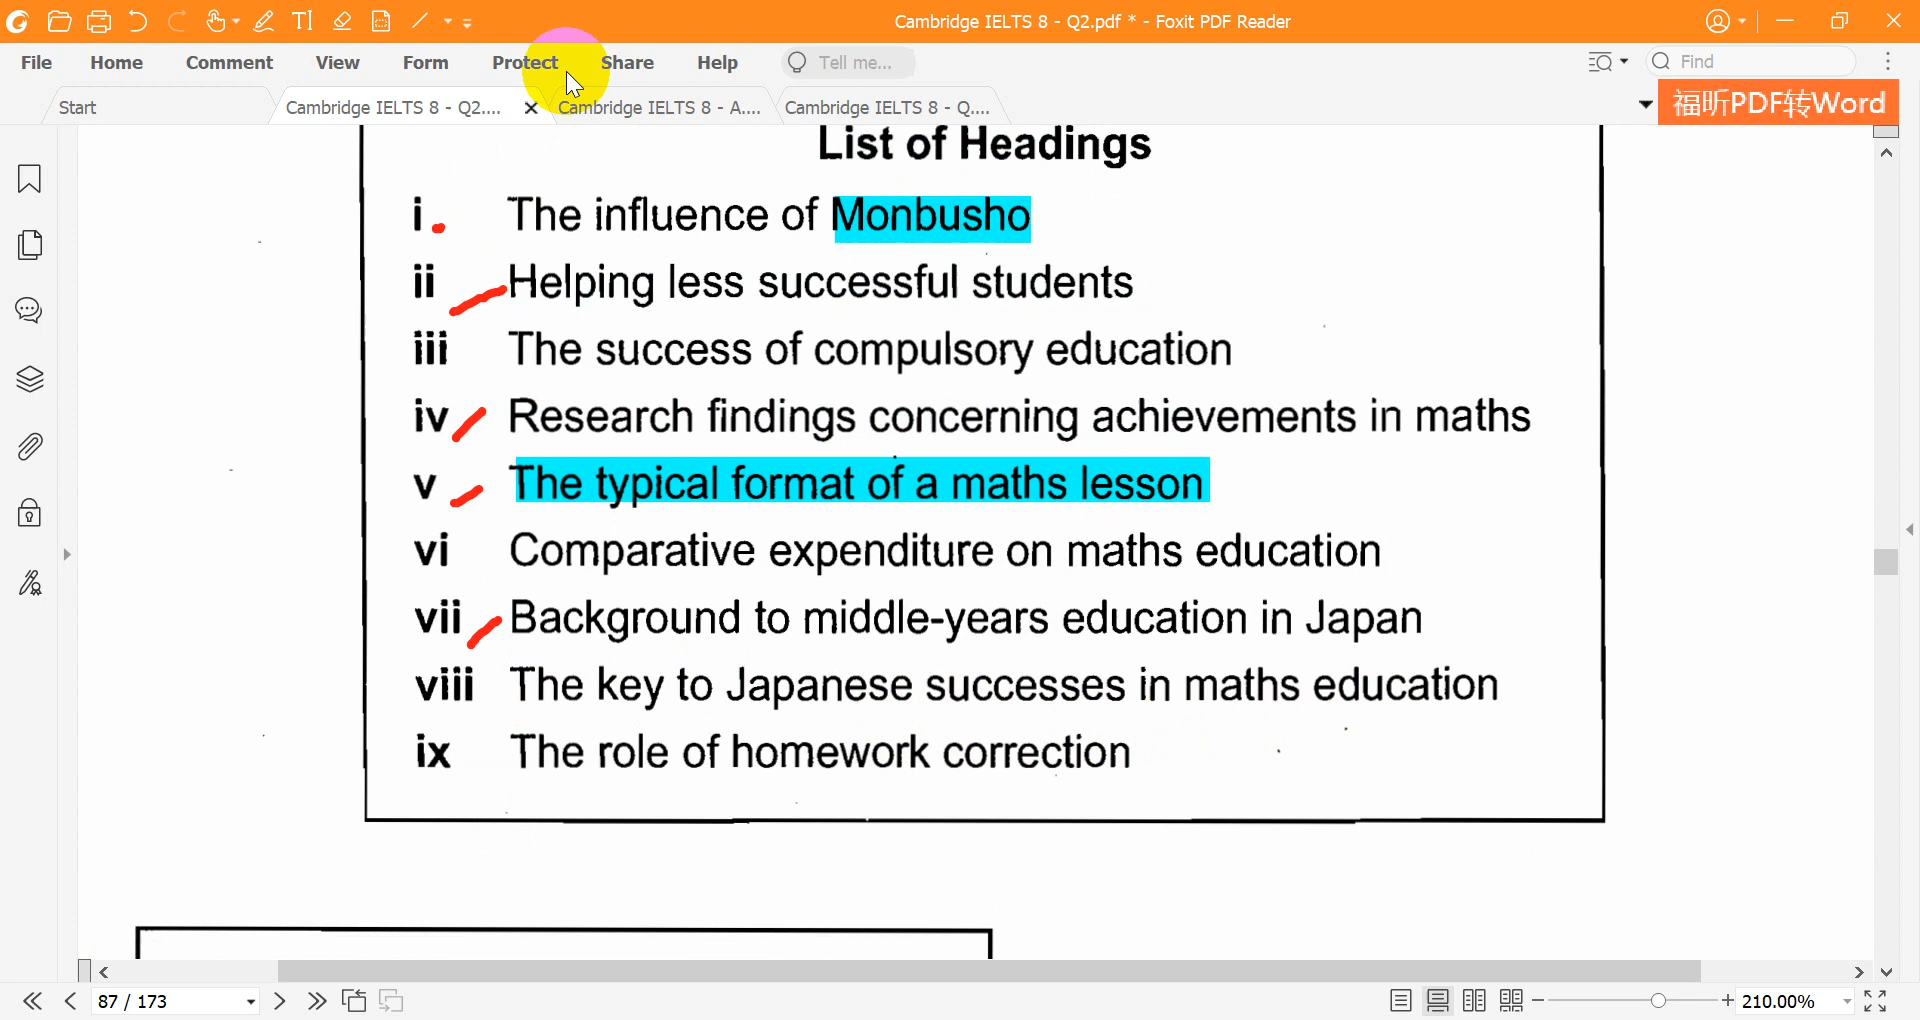 Cambridge IELTS 8 - Q2.pdf * - Foxit PDF Reader
File Home Comment View Form Protect Share Help Tell me... Find
Start Cambridge IELTS 8 - Q2.... Cambridge IELTS 8 - A.... Cambridge IELTS 8 - Q.... 福昕PDF转Word
List of Headings
i The influence of Monbusho
ii Helping less successful students
iii The success of compulsory education
iv Research findings concerning achievements in maths
v The typical format of a maths lesson
vi Comparative expenditure on maths education
vii Background to middle-years education in Japan
viii The key to Japanese successes in maths education
ix The role of homework correction
87 / 173 210.00%